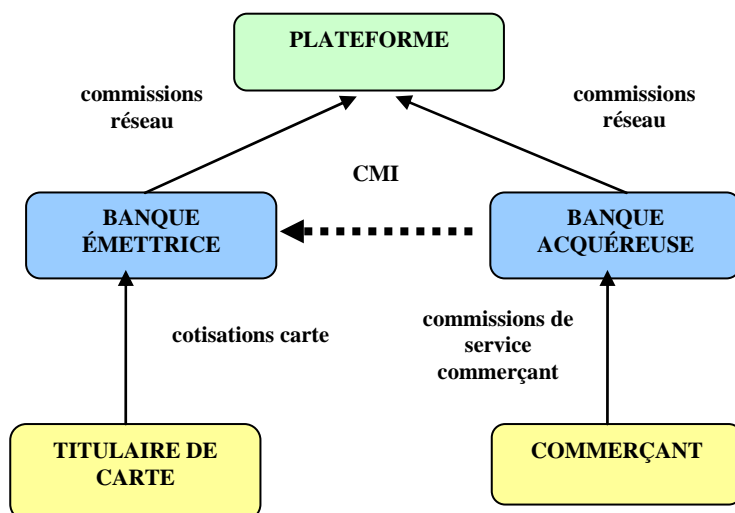 PLATEFORME
commissions
réseau
commissions
réseau
CMI
BANQUE
ÉMETTRICE
BANQUE
ACQUÉREUSE
cotisations carte
commissions de
service
commerçant
TITULAIRE DE
CARTE
COMMERÇANT